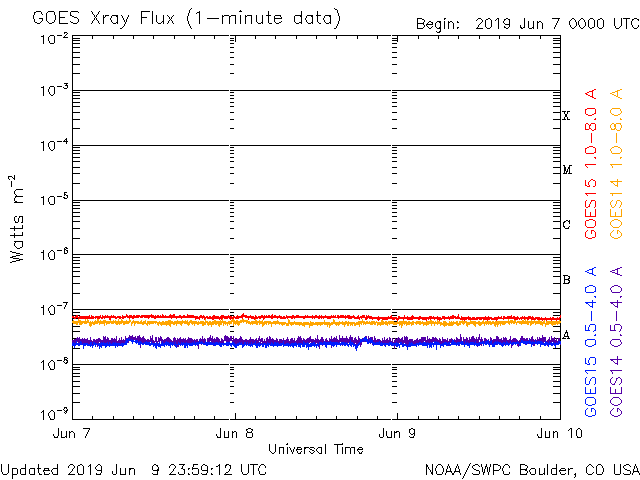 GOES Xray Flux (1-minute data)
Begin: 2019 Jun 7 0000 UTC
10⁻²
10⁻³
10⁻⁴
10⁻⁵
10⁻⁶
10⁻⁷
10⁻⁸
10⁻⁹
Watts m⁻²
X
M
C
B
A
GOES15 1.0-8.0 A
GOES14 1.0-8.0 A
GOES15 0.5-4.0 A
GOES14 0.5-4.0 A
Jun 7
Jun 8
Jun 9
Jun 10
Universal Time
Updated 2019 Jun 9 23:59:12 UTC
NOAA/SWPC Boulder, CO USA